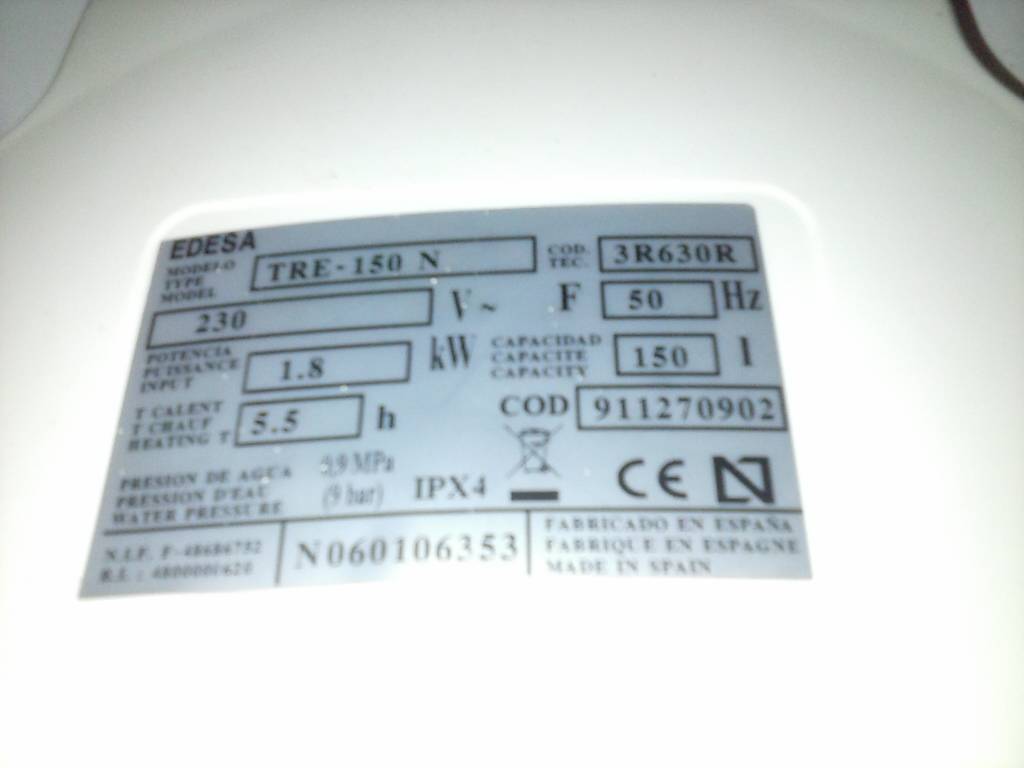 EDESA
MODELO
TYPE
MODEL
TRE-150 N
COD.
TEC.
3R630R
230 V~ F 50 Hz
POTENCIA
PUISSANCE
INPUT
1.8 kW
CAPACIDAD
CAPACITE
CAPACITY
150 l
T CALENT
T CHAUF
HEATING T
5.5 h
COD 911270902
PRESION DE AGUA
PRESSION D'EAU
WATER PRESSURE
0.9 MPa
(9 bar)
IPX4
CE N
N.I.F. F-48686752
R.I. :
N060106353
FABRICADO EN ESPAÑA
FABRIQUE EN ESPAGNE
MADE IN SPAIN